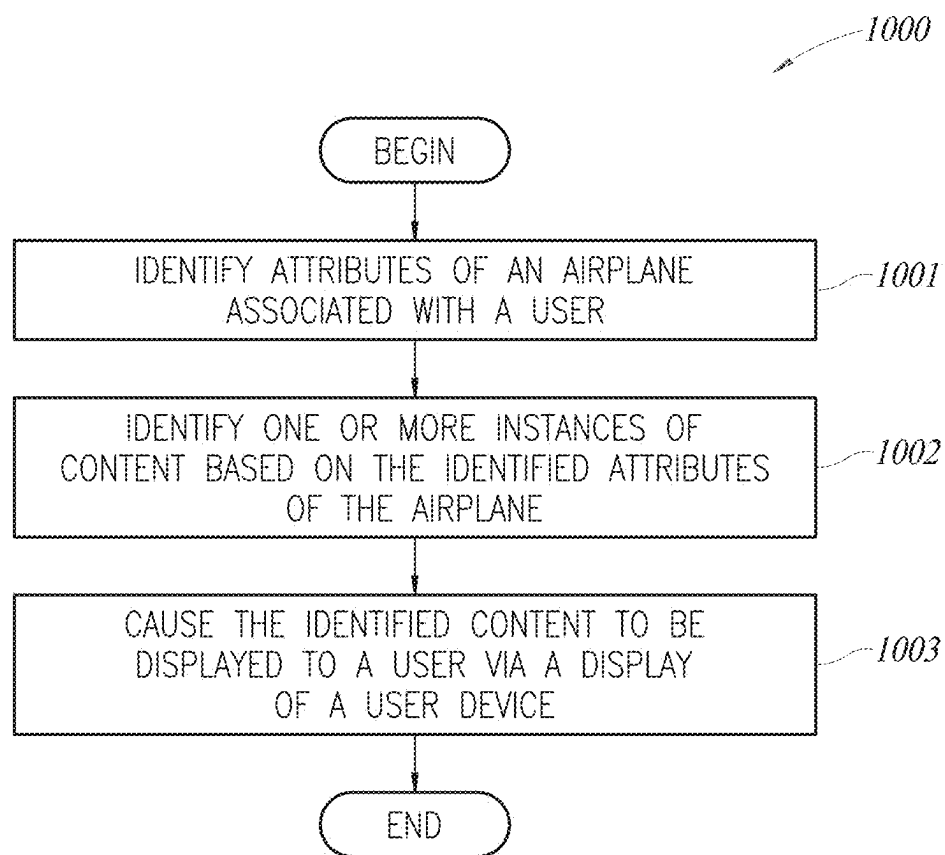 1000
BEGIN
IDENTIFY ATTRIBUTES OF AN AIRPLANE
ASSOCIATED WITH A USER
1001
IDENTIFY ONE OR MORE INSTANCES OF
CONTENT BASED ON THE IDENTIFIED ATTRIBUTES
OF THE AIRPLANE
1002
CAUSE THE IDENTIFIED CONTENT TO BE
DISPLAYED TO A USER VIA A DISPLAY
OF A USER DEVICE
1003
END